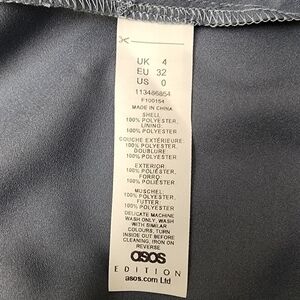 UK 4
EU 32
US 0
113486854
F100154
MADE IN CHINA
SHELL
100% POLYESTER,
LINING:
100% POLYESTER.
COUCHE EXTÉRIEURE:
100% POLYESTER,
DOUBLURE
100% POLYESTER.
EXTERIOR:
100% POLIÉSTER,
FORRO:
100% POLIÉSTER
MUSCHEL:
100% POLYESTER,
FUTTER:
100% POLYESTER.
DELICATE MACHINE
WASH ONLY, WASH
WITH SIMILAR
COLOURS, TURN
INSIDE OUT BEFORE
CLEANING, IRON ON
REVERSE
asos
EDITION
asos.com Ltd